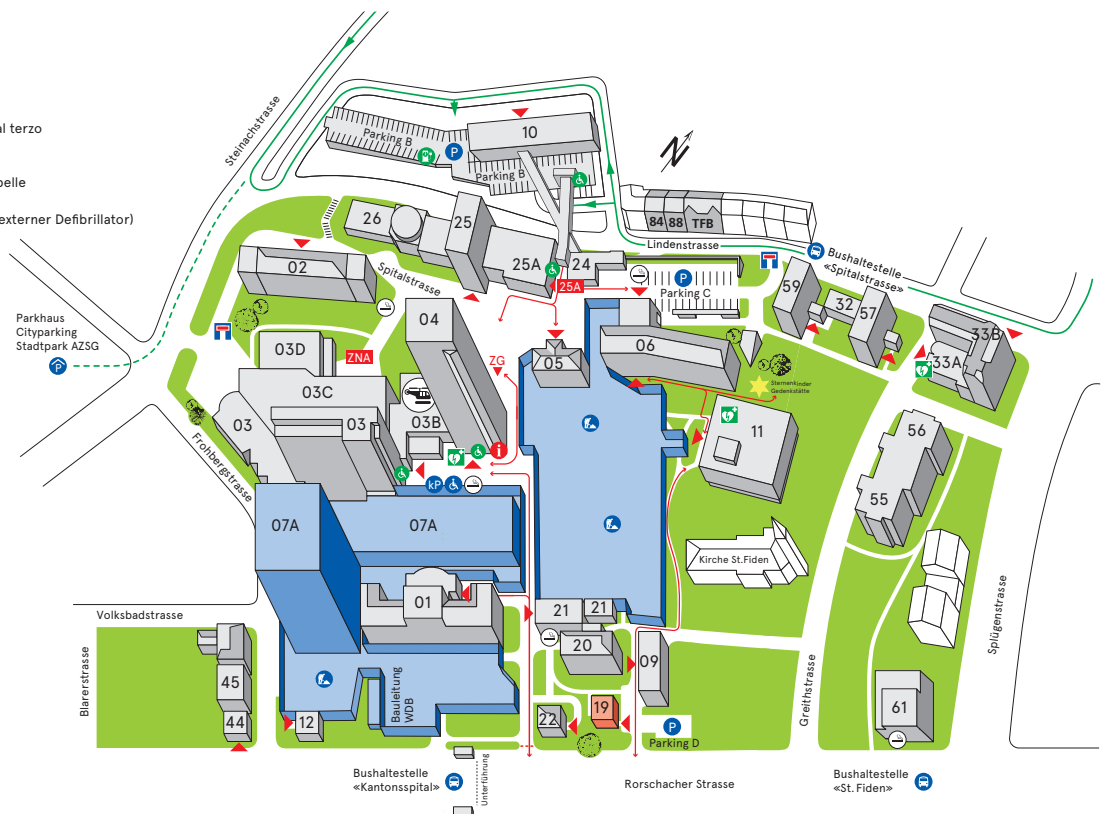 al terzo
pelle
externer Defibrillator)
Steinachstrasse
Parking B
P
10
Parking B
N
84 88 TFB
Lindenstrasse
Bushaltestelle
«Spitalstrasse»
26
25
25A
24
25A
P
Parking C
02
Spitalstrasse
59
32
57
33B
33A
Parkhaus
Cityparking
Stadtpark AZSG
P
04
03D
ZNA
ZG
05
06
Sternenkinder
Gedenkstätte
03C
03
03
03B
i
kP
11
56
55
Frohbergstrasse
07A
07A
Kirche St.Fiden
01
21
21
20
09
Volksbadstrasse
Blarerstrasse
45
44
12
Bauleitung
WDB
22
19
P
Parking D
Greithstrasse
Splügenstrasse
61
Bushaltestelle
«Kantonsspital»
Unterführung
Rorschacher Strasse
Bushaltestelle
«St. Fiden»